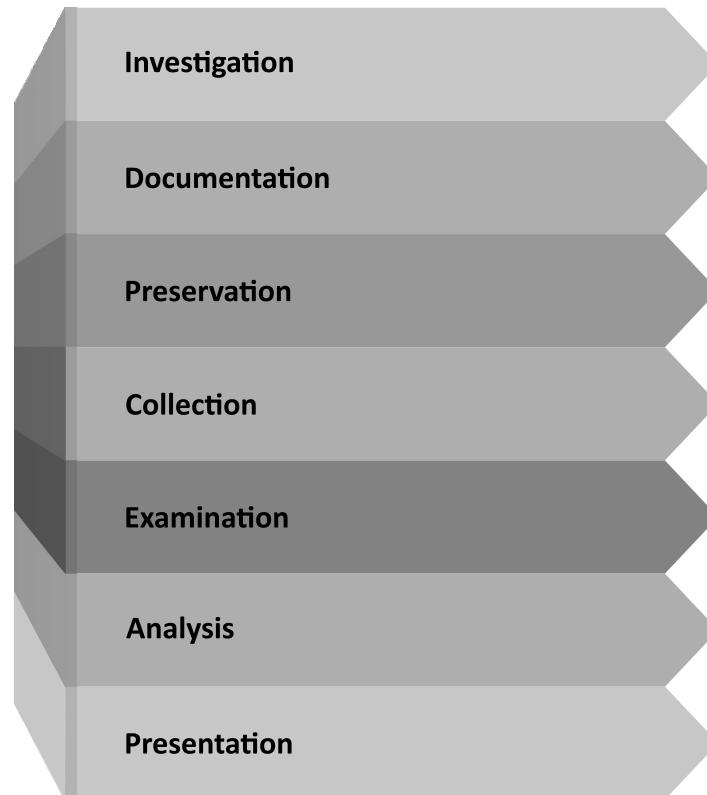 Investigation
Documentation
Preservation
Collection
Examination
Analysis
Presentation